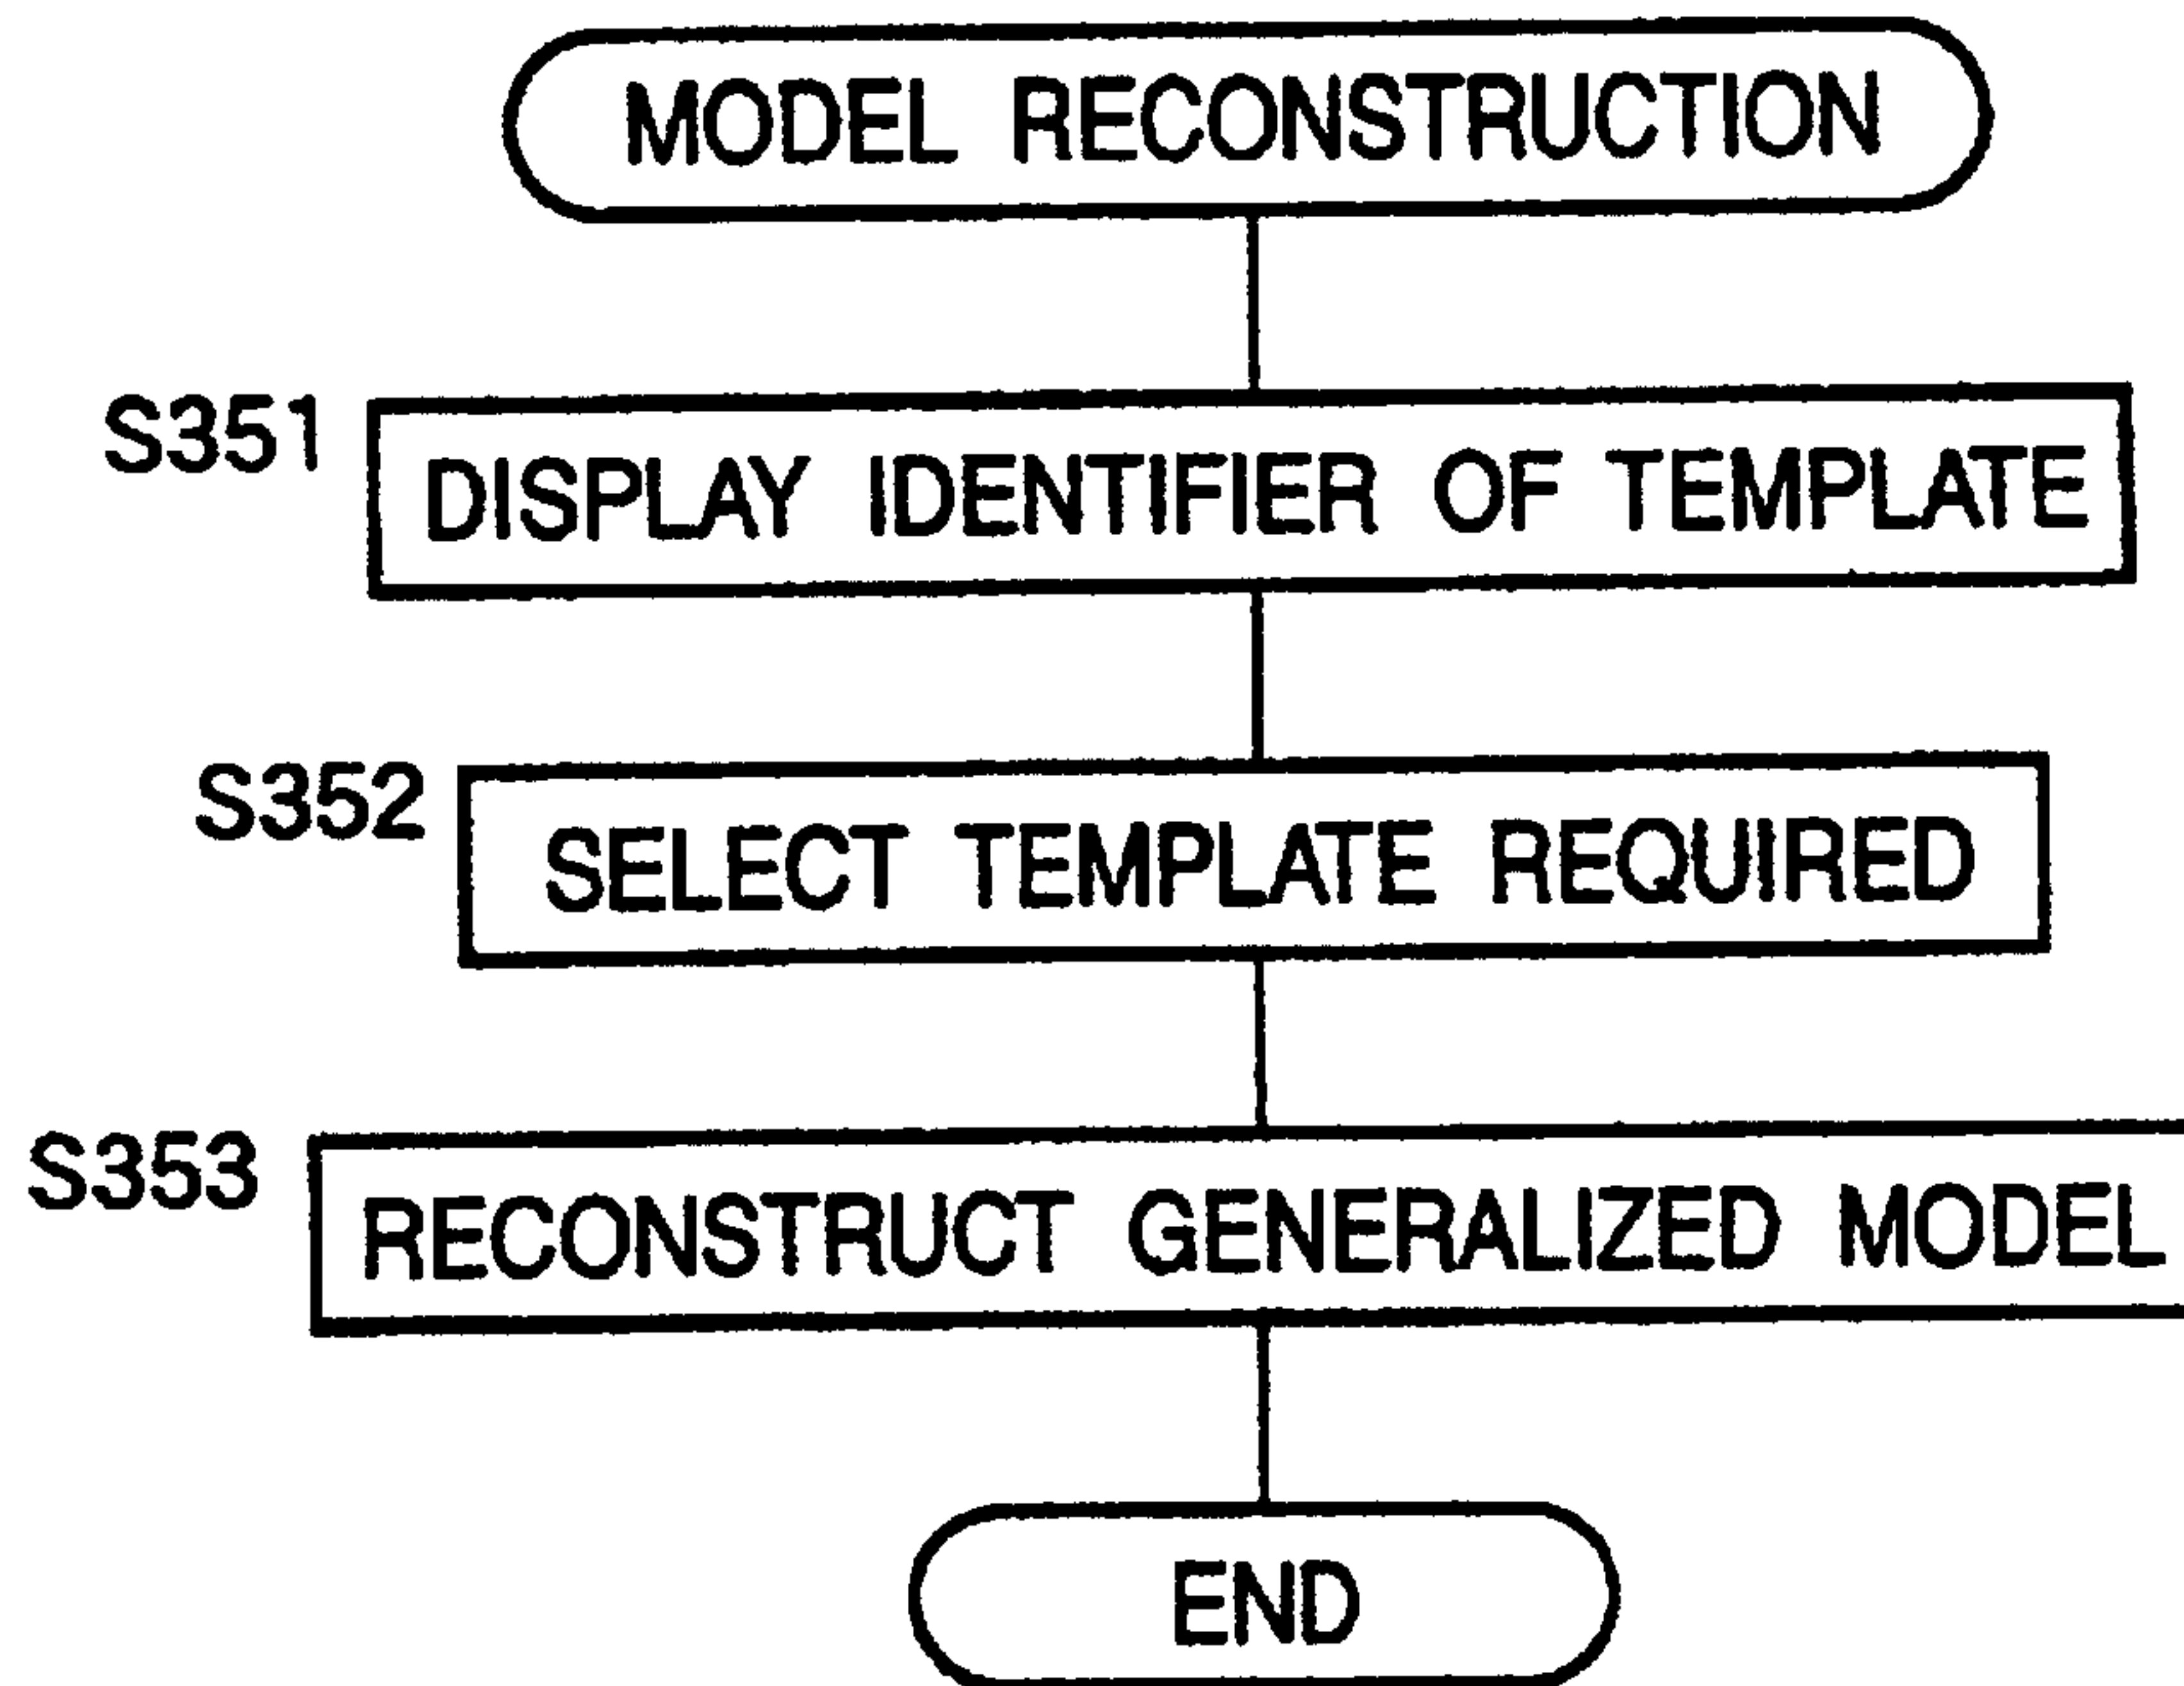 MODEL RECONSTRUCTION
S351
DISPLAY IDENTIFIER OF TEMPLATE
S352
SELECT TEMPLATE REQUIRED
S353
RECONSTRUCT GENERALIZED MODEL
END